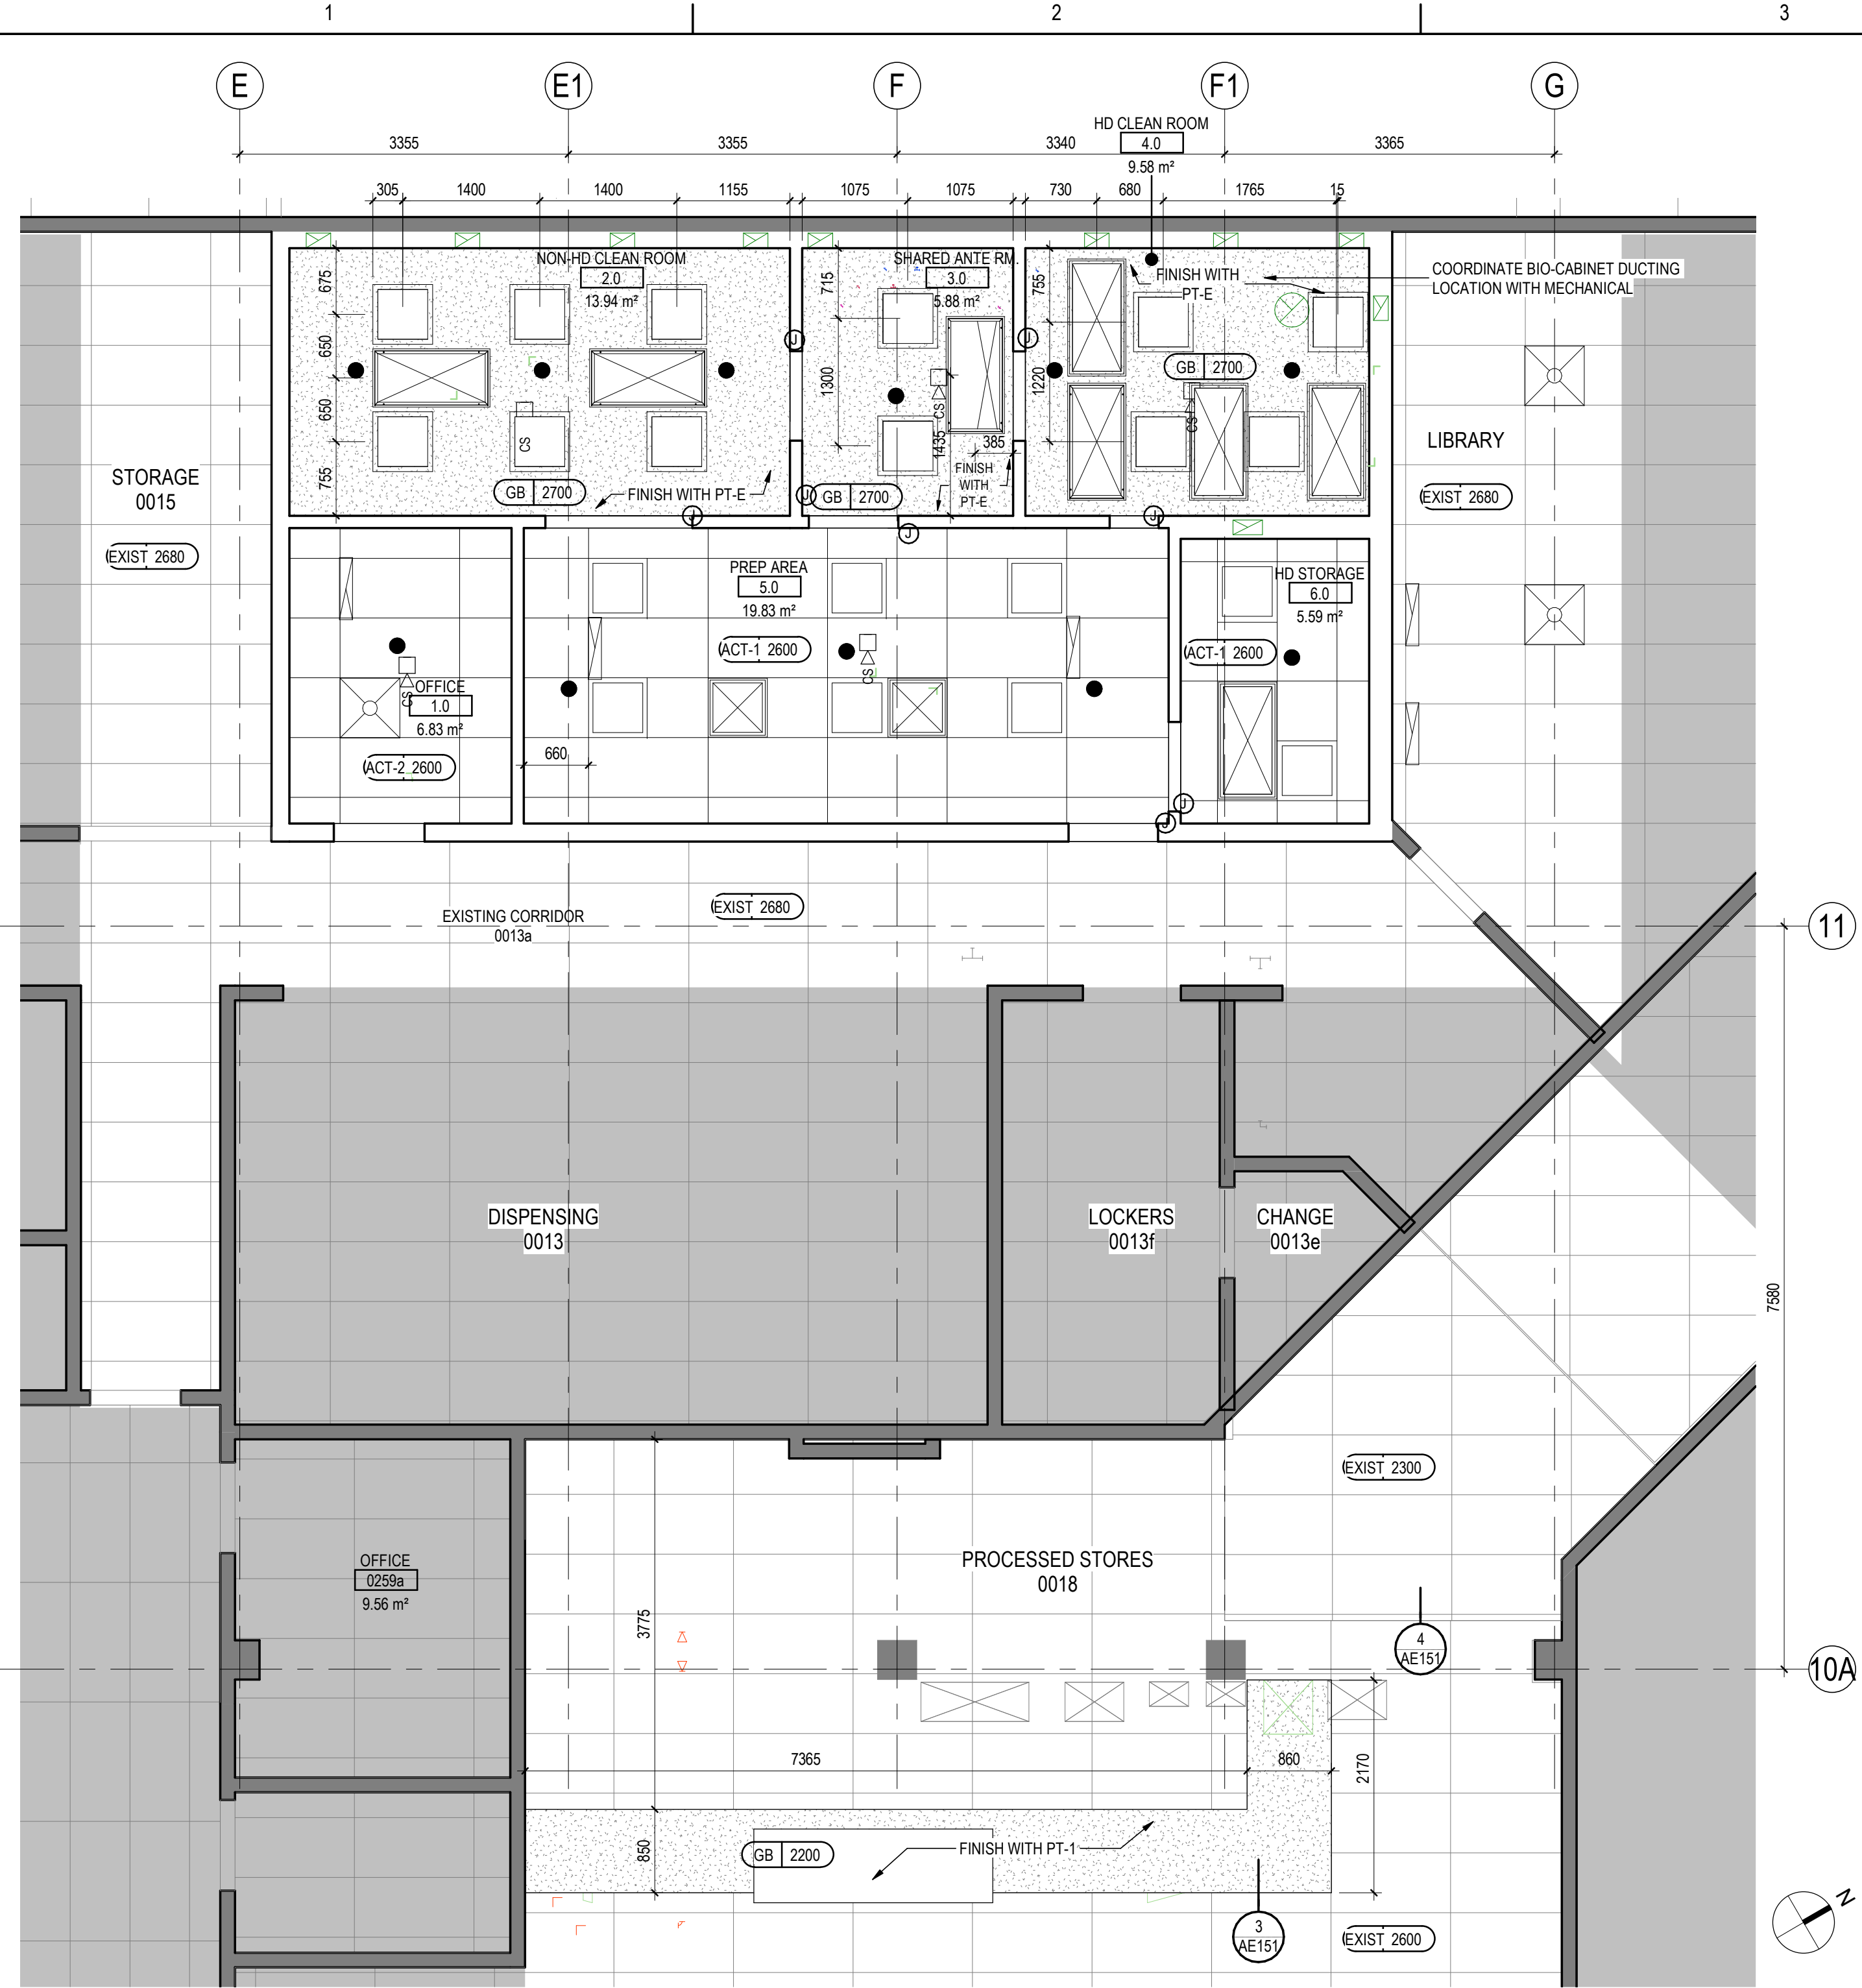 1
2
3
E
E1
F
F1
G
3355
3355
3340
3365
HD CLEAN ROOM
4.0
9.58 m²
305
1400
1400
1155
1075
1075
730
680
1765
15
NON-HD CLEAN ROOM
2.0
13.94 m²
SHARED ANTE RM.
3.0
5.88 m²
FINISH WITH
PT-E
COORDINATE BIO-CABINET DUCTING
LOCATION WITH MECHANICAL
675
650
650
755
715
1300
755
1220
J
J
GB 2700
CS
CS
CS
1435
385
FINISH
WITH
PT-E
GB 2700
FINISH WITH PT-E
J
GB 2700
J
J
J
LIBRARY
EXIST 2680
STORAGE
0015
EXIST 2680
PREP AREA
5.0
19.83 m²
ACT-1 2600
CS
HD STORAGE
6.0
5.59 m²
ACT-1 2600
CS
OFFICE
1.0
6.83 m²
ACT-2 2600
660
J
J
EXIST 2680
EXISTING CORRIDOR
0013a
11
DISPENSING
0013
LOCKERS
0013f
CHANGE
0013e
7580
EXIST 2300
OFFICE
0259a
9.56 m²
PROCESSED STORES
0018
3775
4
AE151
10A
7365
860
2170
850
GB 2200
FINISH WITH PT-1
3
AE151
EXIST 2600
N